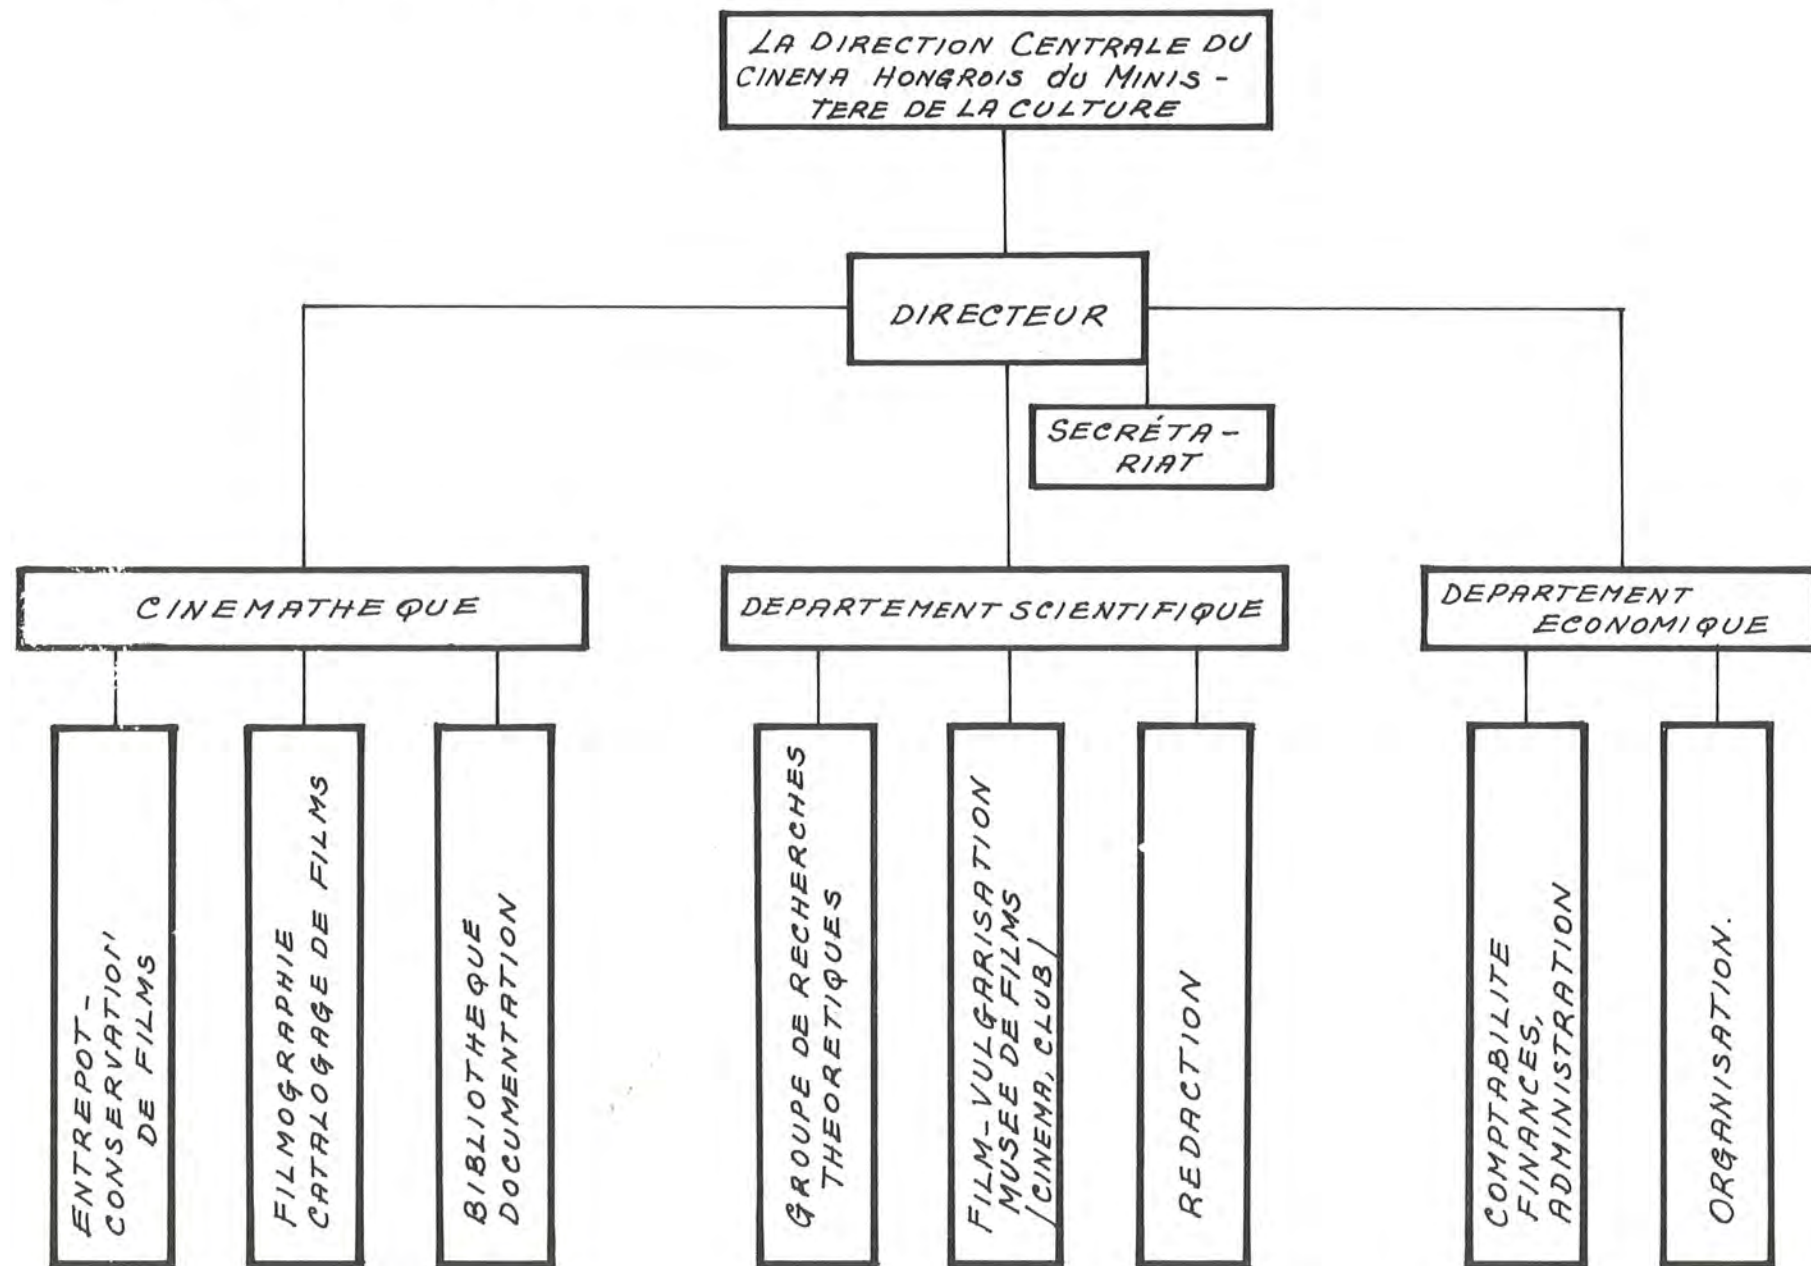 LA DIRECTION CENTRALE DU
CINEMA HONGROIS du MINIS-
TERE DE LA CULTURE
DIRECTEUR
SECRÉTA-
RIAT
CINEMATHEQUE
DEPARTEMENT SCIENTIFIQUE
DEPARTEMENT
ECONOMIQUE
ENTREPOT-
CONSERVATION
DE FILMS
FILMOGRAPHIE
CATALOGAGE DE FILMS
BIBLIOTHEQUE
DOCUMENTATION
GROUPE DE RECHERCHES
THEORETIQUES
FILM-VULGARISATION
MUSEE DE FILMS
/CINEMA, CLUB/
REDACTION
COMPTABILITE
FINANCES,
ADMINISTRATION
ORGANISATION.